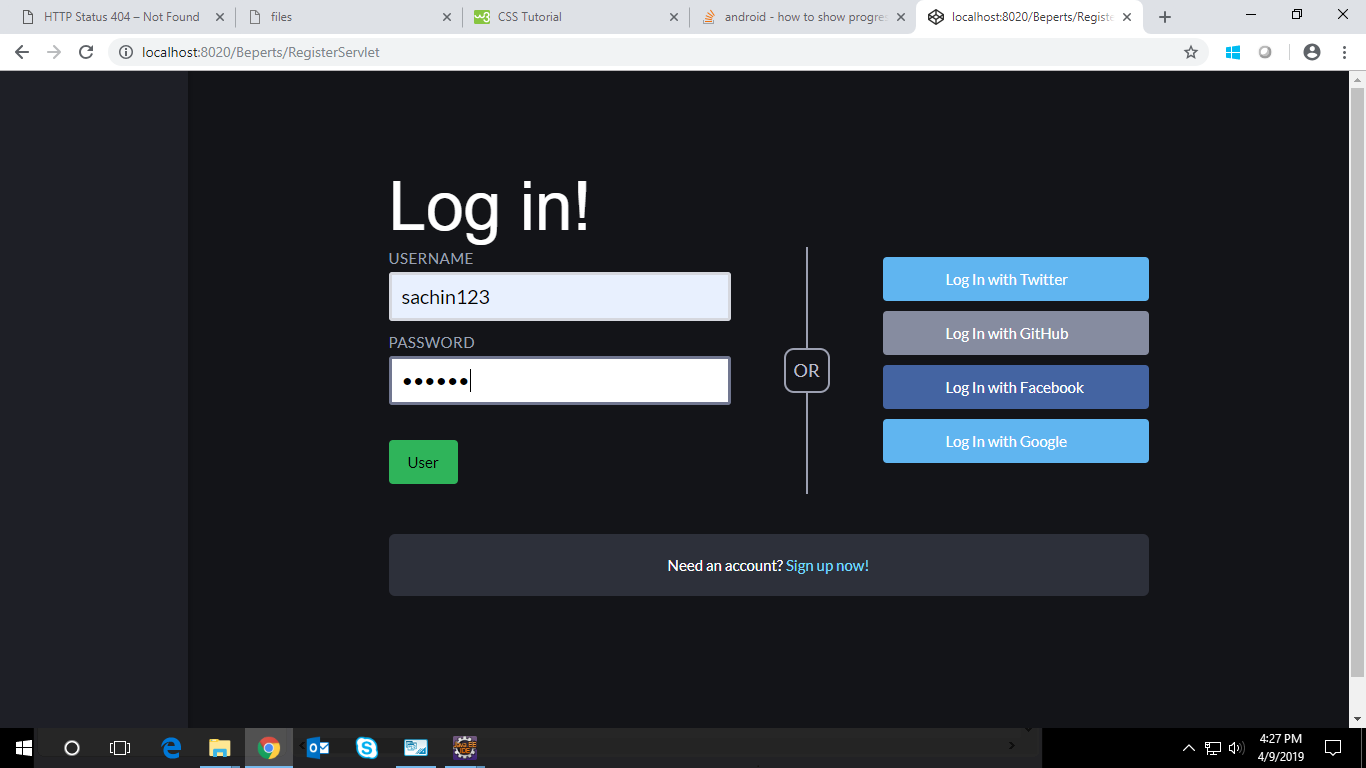 HTTP Status 404 – Not Found
files
CSS Tutorial
android - how to show progres
localhost:8020/Beperts/Registe
localhost:8020/Beperts/RegisterServlet
Log in!
USERNAME
sachin123
PASSWORD
User
OR
Log In with Twitter
Log In with GitHub
Log In with Facebook
Log In with Google
Need an account? Sign up now!
4:27 PM
4/9/2019